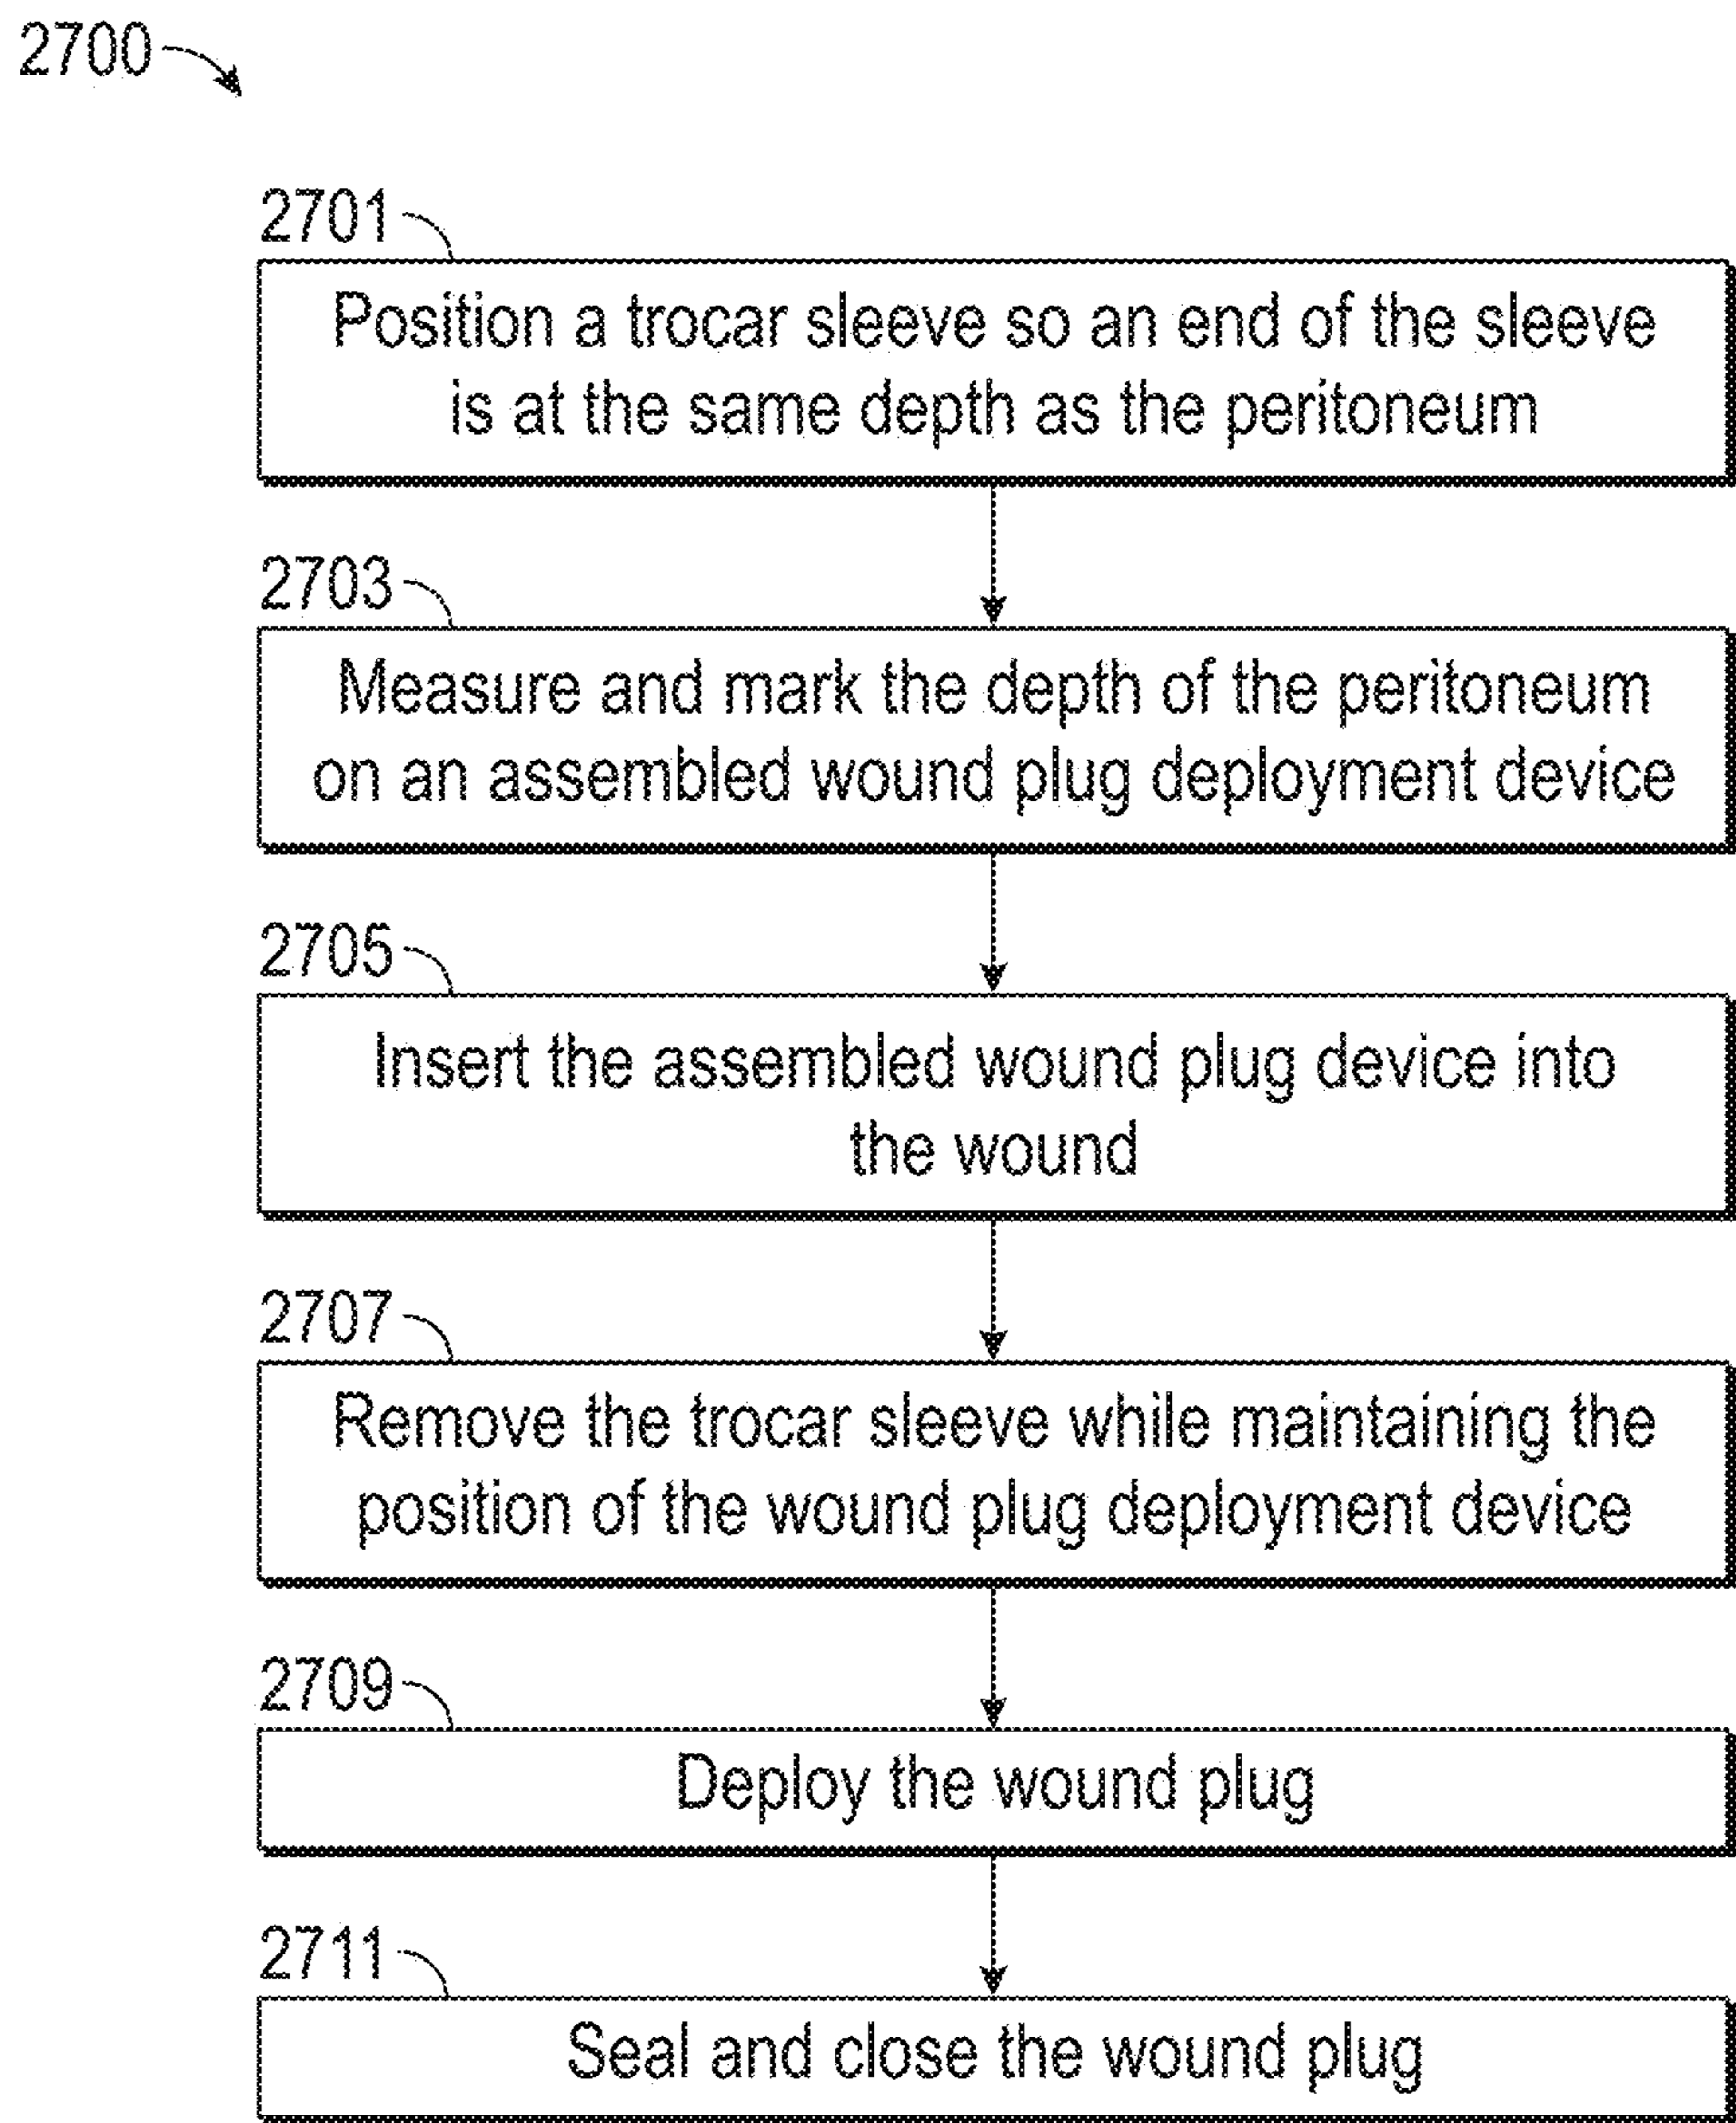 2700
2701
Position a trocar sleeve so an end of the sleeve
is at the same depth as the peritoneum
2703
Measure and mark the depth of the peritoneum
on an assembled wound plug deployment device
2705
Insert the assembled wound plug device into
the wound
2707
Remove the trocar sleeve while maintaining the
position of the wound plug deployment device
2709
Deploy the wound plug
2711
Seal and close the wound plug